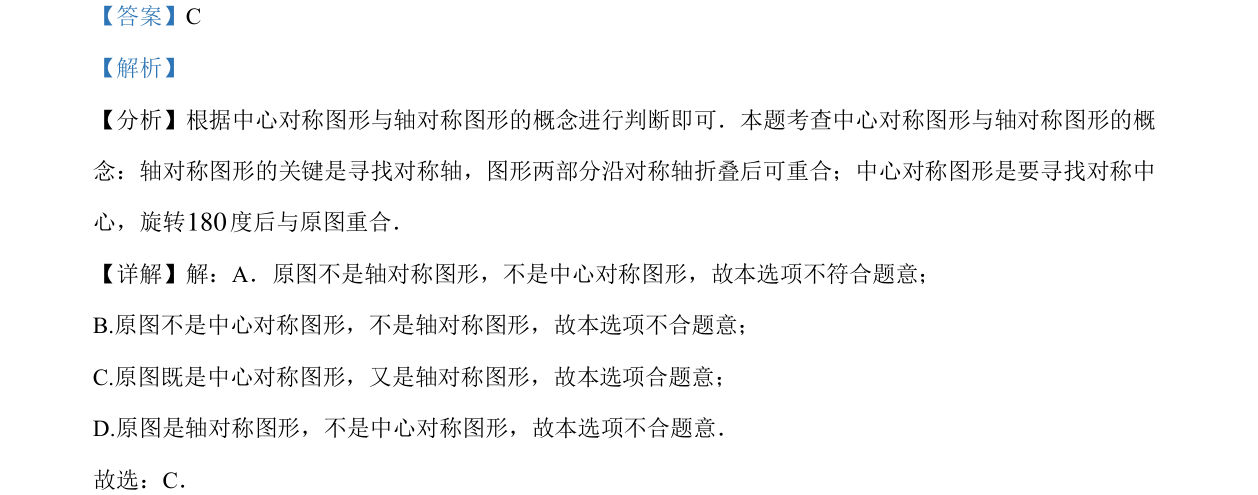 【答案】C
【解析】
【分析】根据中心对称图形与轴对称图形的概念进行判断即可．本题考查中心对称图形与轴对称图形的概
念：轴对称图形的关键是寻找对称轴，图形两部分沿对称轴折叠后可重合；中心对称图形是要寻找对称中
心，旋转180度后与原图重合．
【详解】解：A．原图不是轴对称图形，不是中心对称图形，故本选项不符合题意；
B.原图不是中心对称图形，不是轴对称图形，故本选项不合题意；
C.原图既是中心对称图形，又是轴对称图形，故本选项合题意；
D.原图是轴对称图形，不是中心对称图形，故本选项不合题意．
故选：C．